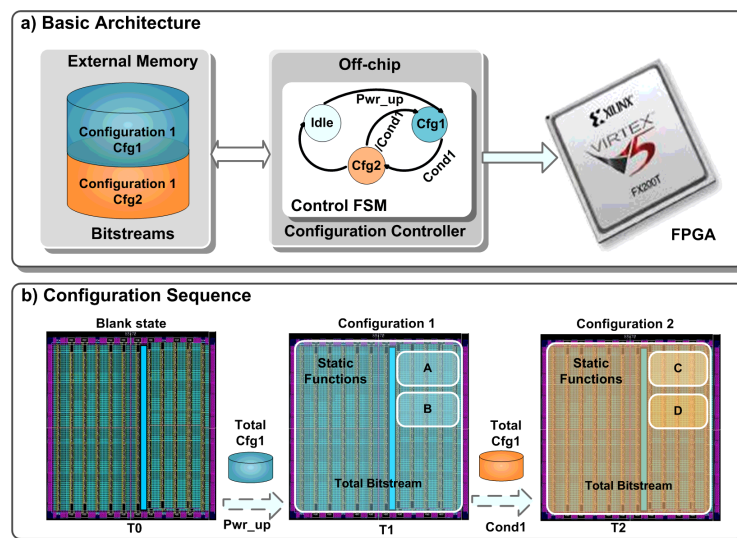 a) Basic Architecture
External Memory
Configuration 1
Cfg1
Configuration 1
Cfg2
Bitstreams
Off-chip
Pwr_up
Idle
Cfg1
/Cond1
Cfg2
Cond1
Control FSM
Configuration Controller
XILINX
VIRTEX
5
FX200T
FPGA
b) Configuration Sequence
Blank state
Configuration 1
Configuration 2
Static
Functions
A
B
Static
Functions
C
D
Total
Cfg1
Total
Cfg1
Total Bitstream
Total Bitstream
T0
Pwr_up
T1
Cond1
T2